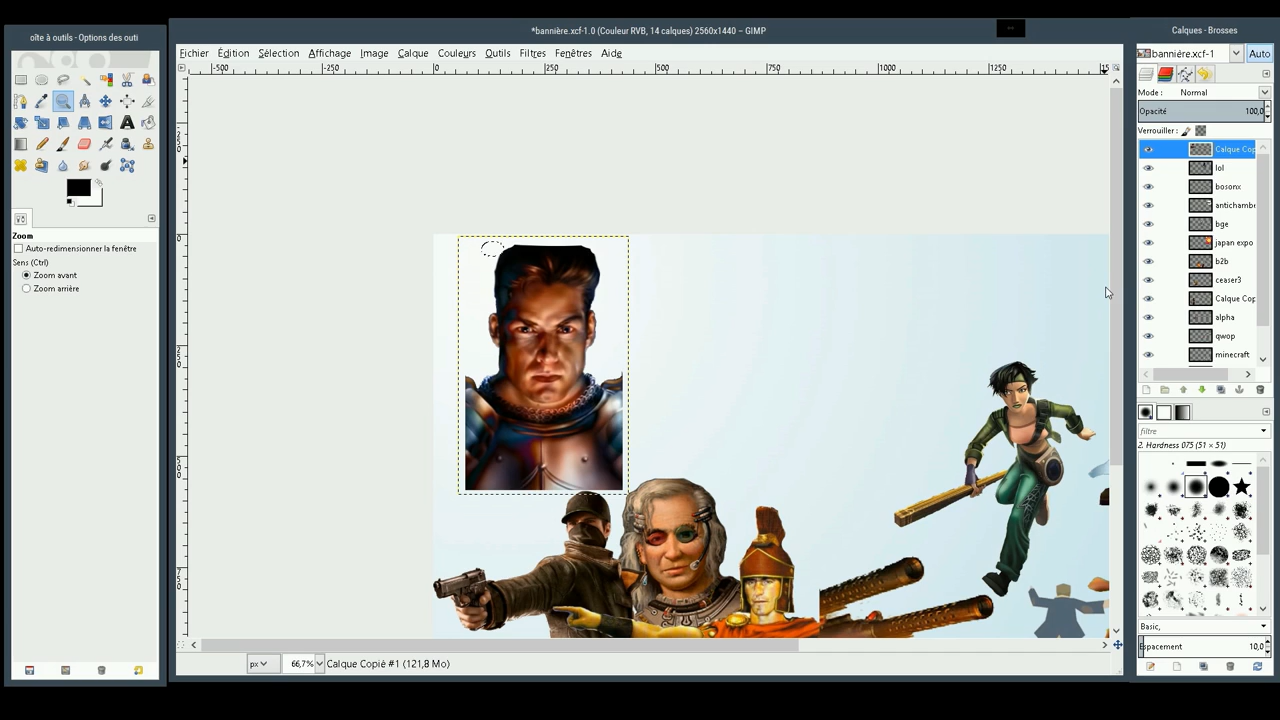 oîte à outils - Options des outi
*bannière.xcf-1.0 (Couleur RVB, 14 calques) 2560x1440 – GIMP
Calques - Brosses
Fichier Édition Sélection Affichage Image Calque Couleurs Outils Filtres Fenêtres Aide
bannière.xcf-1
Auto
-500 -250 0 250 500 750 1000 1250 15
Mode : Normal
Opacité 100,0
Verrouiller :
Calque Cop
lol
bosonx
antichambe
bge
japan expo
b2b
ceaser3
Calque Cop
alpha
qwop
minecraft
Zoom
Auto-redimensionner la fenêtre
Sens (Ctrl)
Zoom avant
Zoom arrière
filtre
2. Hardness 075 (51 × 51)
Basic,
Espacement 10,0
px 66,7% Calque Copié #1 (121,8 Mo)